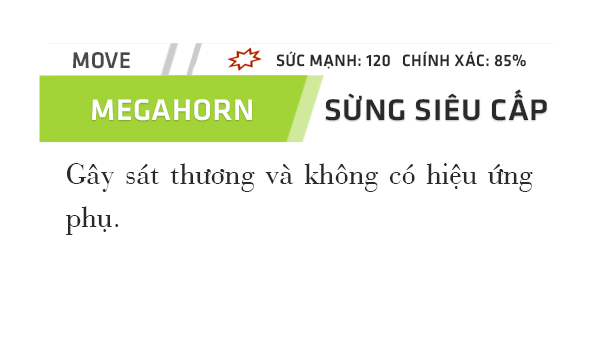 MOVE SỨC MẠNH: 120 CHÍNH XÁC: 85%
MEGAHORN SỪNG SIÊU CẤP
Gây sát thương và không có hiệu ứng
phụ.